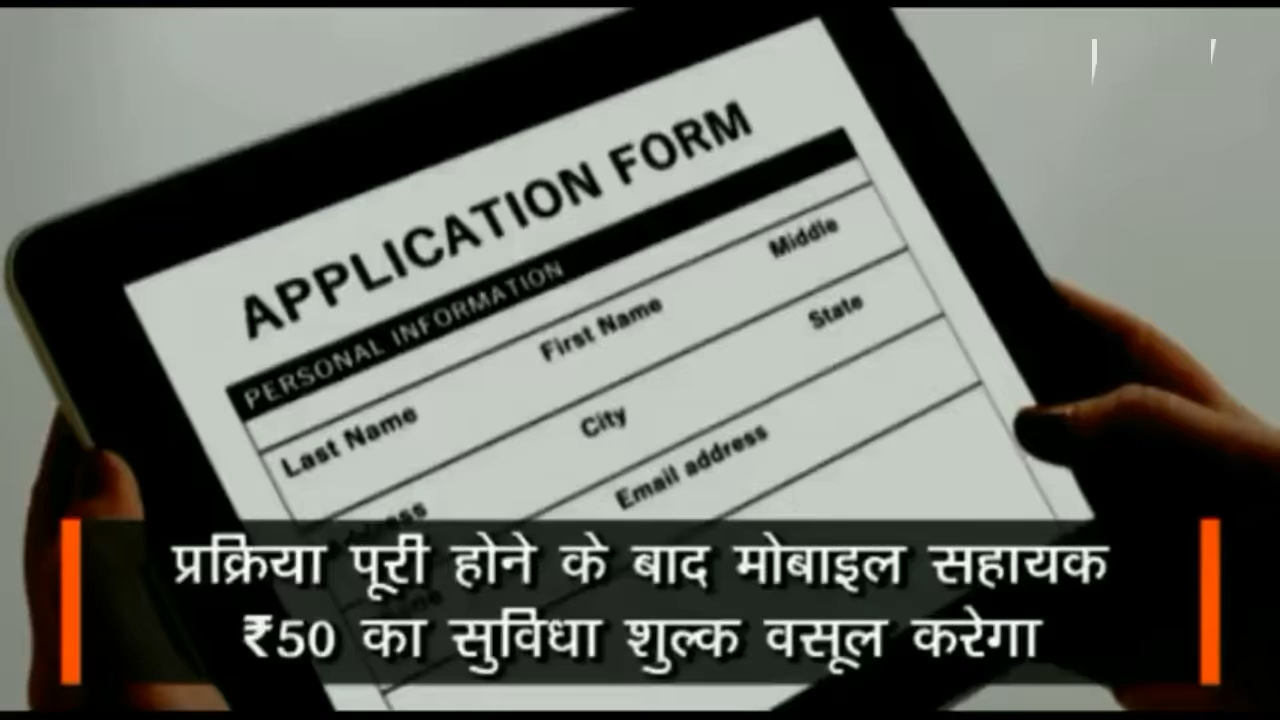 APPLICATION FORM
PERSONAL INFORMATION
Last Name First Name Middle
City State
Email address
प्रक्रिया पूरी होने के बाद मोबाइल सहायक
₹50 का सुविधा शुल्क वसूल करेगा